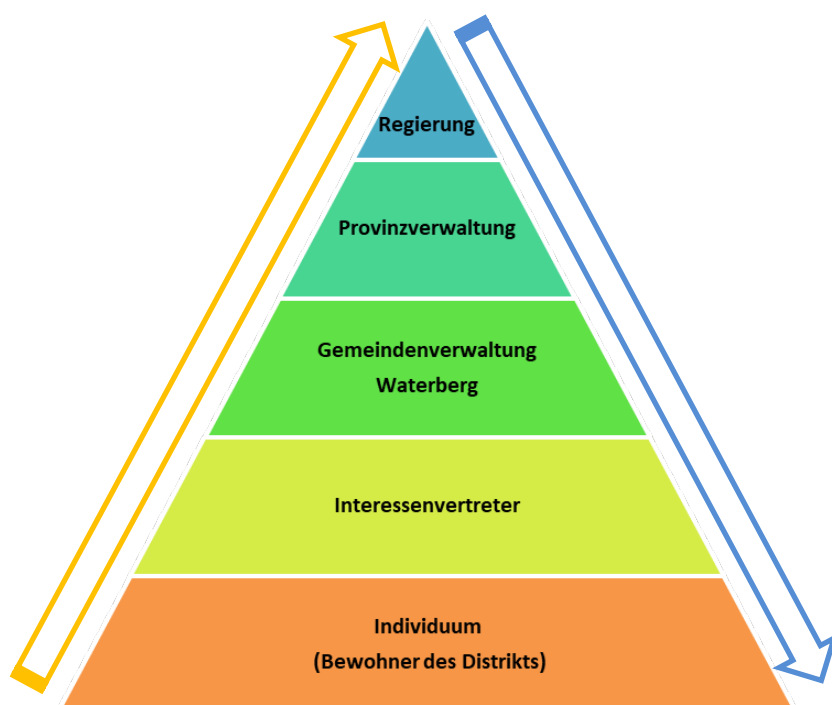 Regierung
Provinzverwaltung
Gemeindenverwaltung
Waterberg
Interessenvertreter
Individuum
(Bewohner des Distrikts)